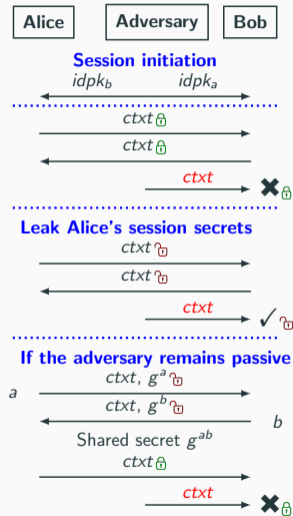 Alice Adversary Bob
Session initiation
idpk_b idpk_a
ctxt
ctxt
ctxt
Leak Alice's session secrets
ctxt
ctxt
ctxt
If the adversary remains passive
a ctxt, g^a
ctxt, g^b b
Shared secret g^{ab}
ctxt
ctxt